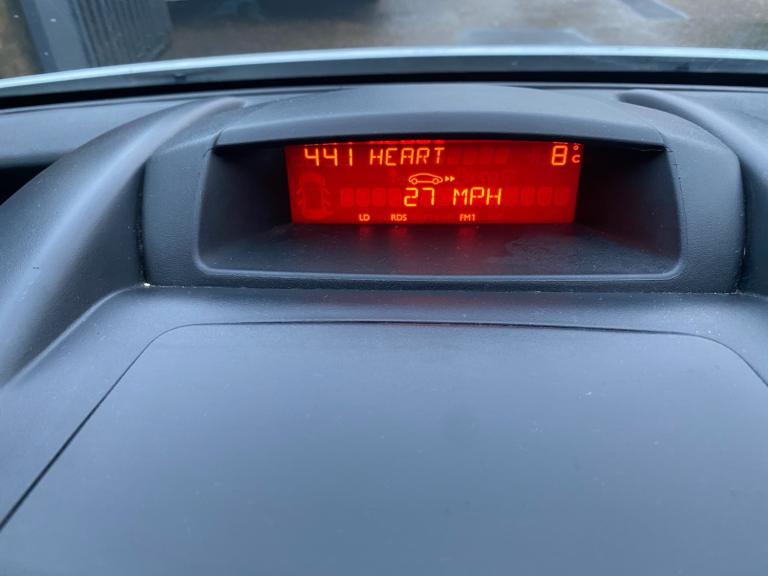 441 HEART 8°C
27 MPH
LD RDS FM1